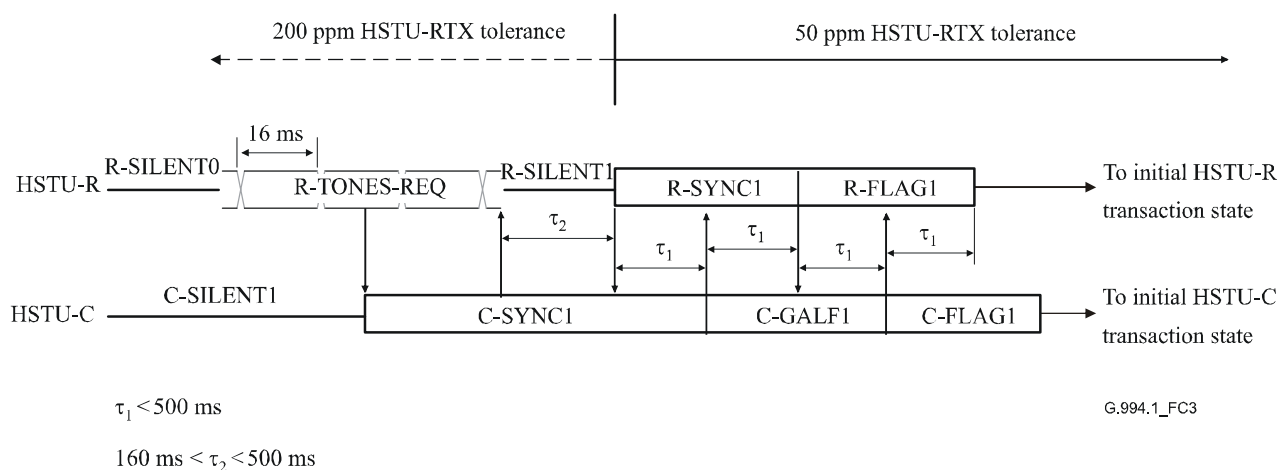 200 ppm HSTU-RTX tolerance
50 ppm HSTU-RTX tolerance
16 ms
R-SILENT0
R-SILENT1
HSTU-R
R-TONES-REQ
R-SYNC1
R-FLAG1
To initial HSTU-R
transaction state
τ2
τ1
τ1
τ1
τ1
C-SILENT1
HSTU-C
C-SYNC1
C-GALF1
C-FLAG1
To initial HSTU-C
transaction state
τ1 < 500 ms
G.994.1_FC3
160 ms < τ2 < 500 ms